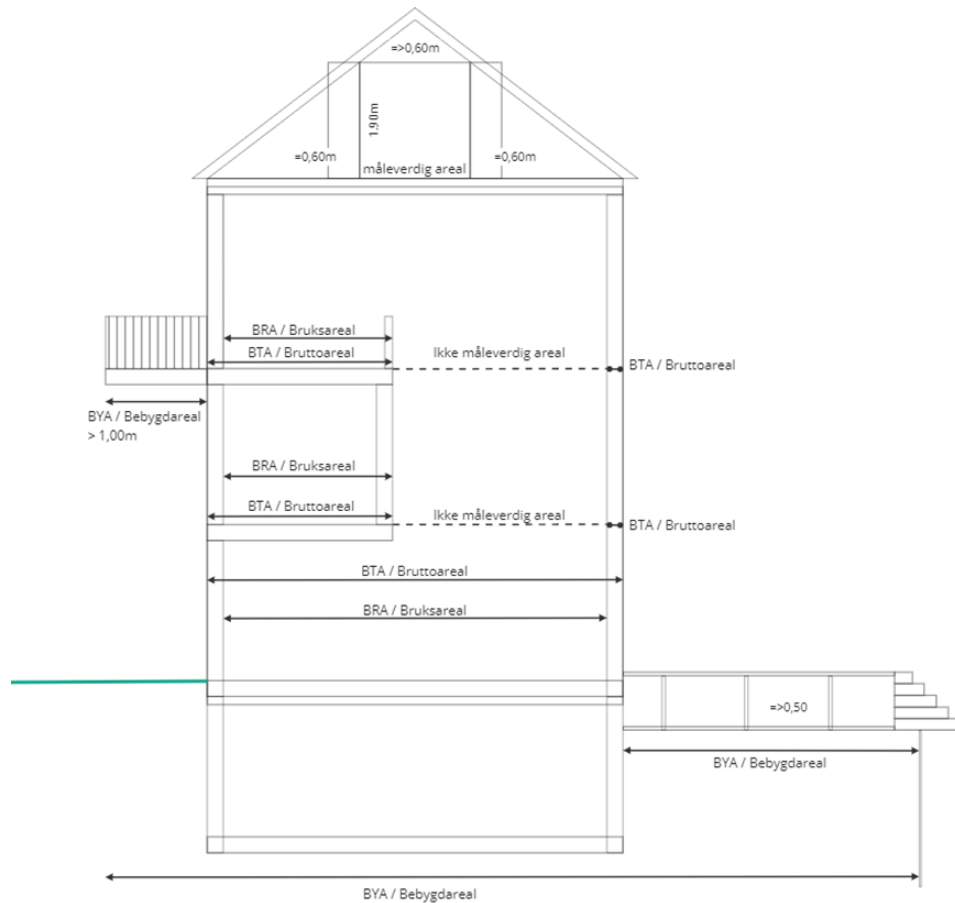 =>0,60m
1.90m
=0,60m
=0,60m
måleverdig areal
BRA / Bruksareal
BTA / Bruttoareal
Ikke måleverdig areal
BTA / Bruttoareal
BYA / Bebygdareal
> 1,00m
BRA / Bruksareal
BTA / Bruttoareal
Ikke måleverdig areal
BTA / Bruttoareal
BTA / Bruttoareal
BRA / Bruksareal
=>0,50
BYA / Bebygdareal
BYA / Bebygdareal